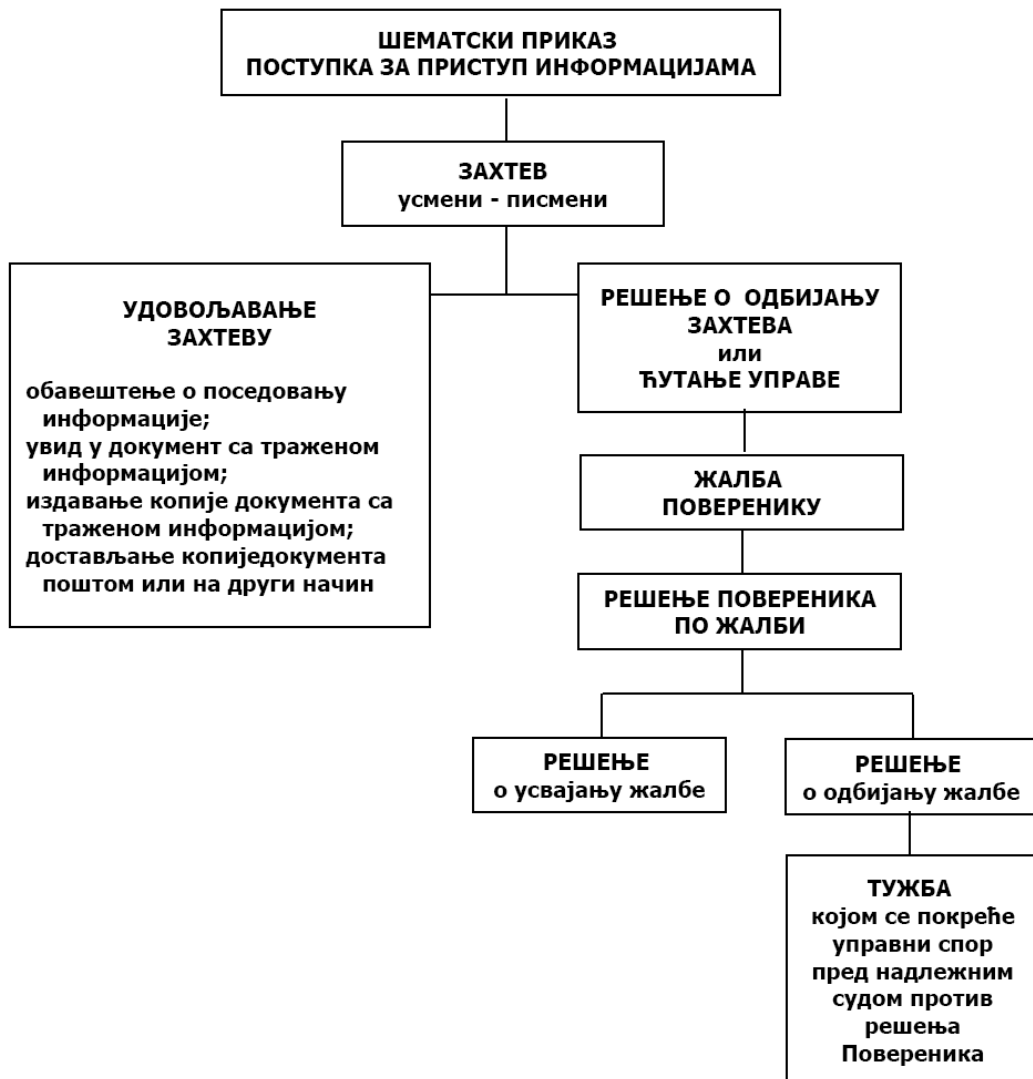 ШЕМАТСКИ ПРИКАЗ
ПОСТУПКА ЗА ПРИСТУП ИНФОРМАЦИЈАМА
ЗАХТЕВ
усмени - писмени
УДОВОЉАВАЊЕ
ЗАХТЕВУ
обавештење о поседовању
информације;
увид у документ са траженом
информацијом;
издавање копије документа са
траженом информацијом;
достављање копиједокумента
поштом или на други начин
РЕШЕЊЕ О ОДБИЈАЊУ
ЗАХТЕВА
или
ЋУТАЊЕ УПРАВЕ
ЖАЛБА
ПОВЕРЕНИКУ
РЕШЕЊЕ ПОВЕРЕНИКА
ПО ЖАЛБИ
РЕШЕЊЕ
о усвајању жалбе
РЕШЕЊЕ
о одбијању жалбе
ТУЖБА
којом се покреће
управни спор
пред надлежним
судом против
решења
Повереника